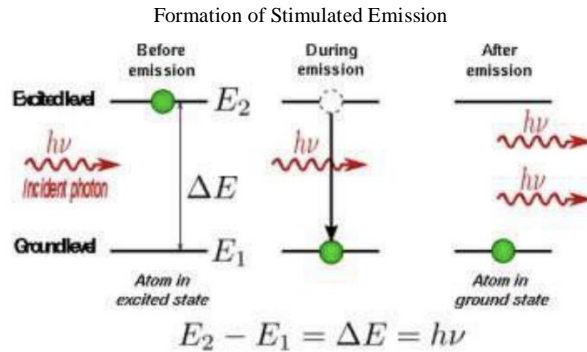 Formation of Stimulated Emission
Before
emission
During
emission
After
emission
Excited level
E₂
hν
Incident photon
ΔE
hν
hν
hν
Ground level
E₁
Atom in
excited state
Atom in
ground state
E₂ − E₁ = ΔE = hν